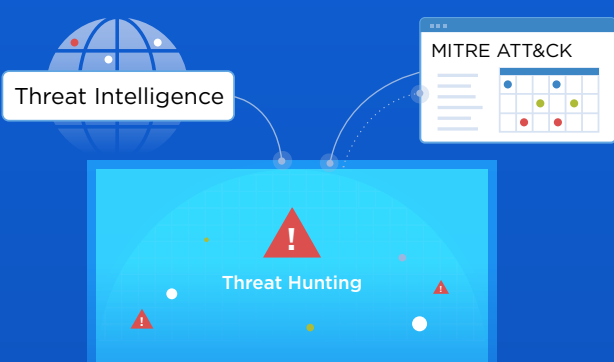 MITRE ATT&CK
Threat Intelligence
!
Threat Hunting
!
!